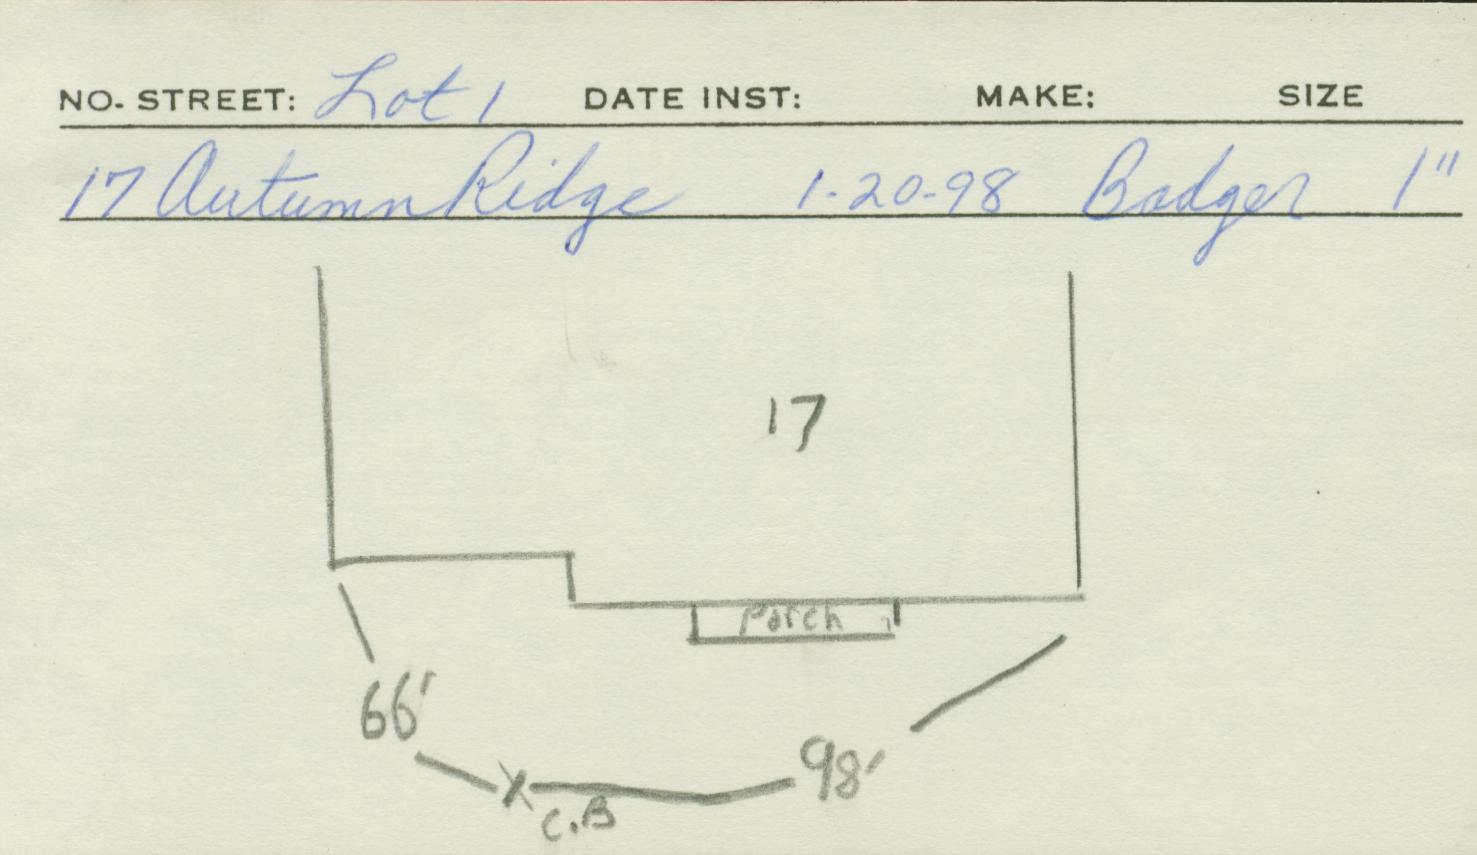 NO. STREET: Lot 1 DATE INST: MAKE: SIZE
17 Autumn Ridge 1-20-98 Badger 1"
17
Porch
66'
98'
C.B